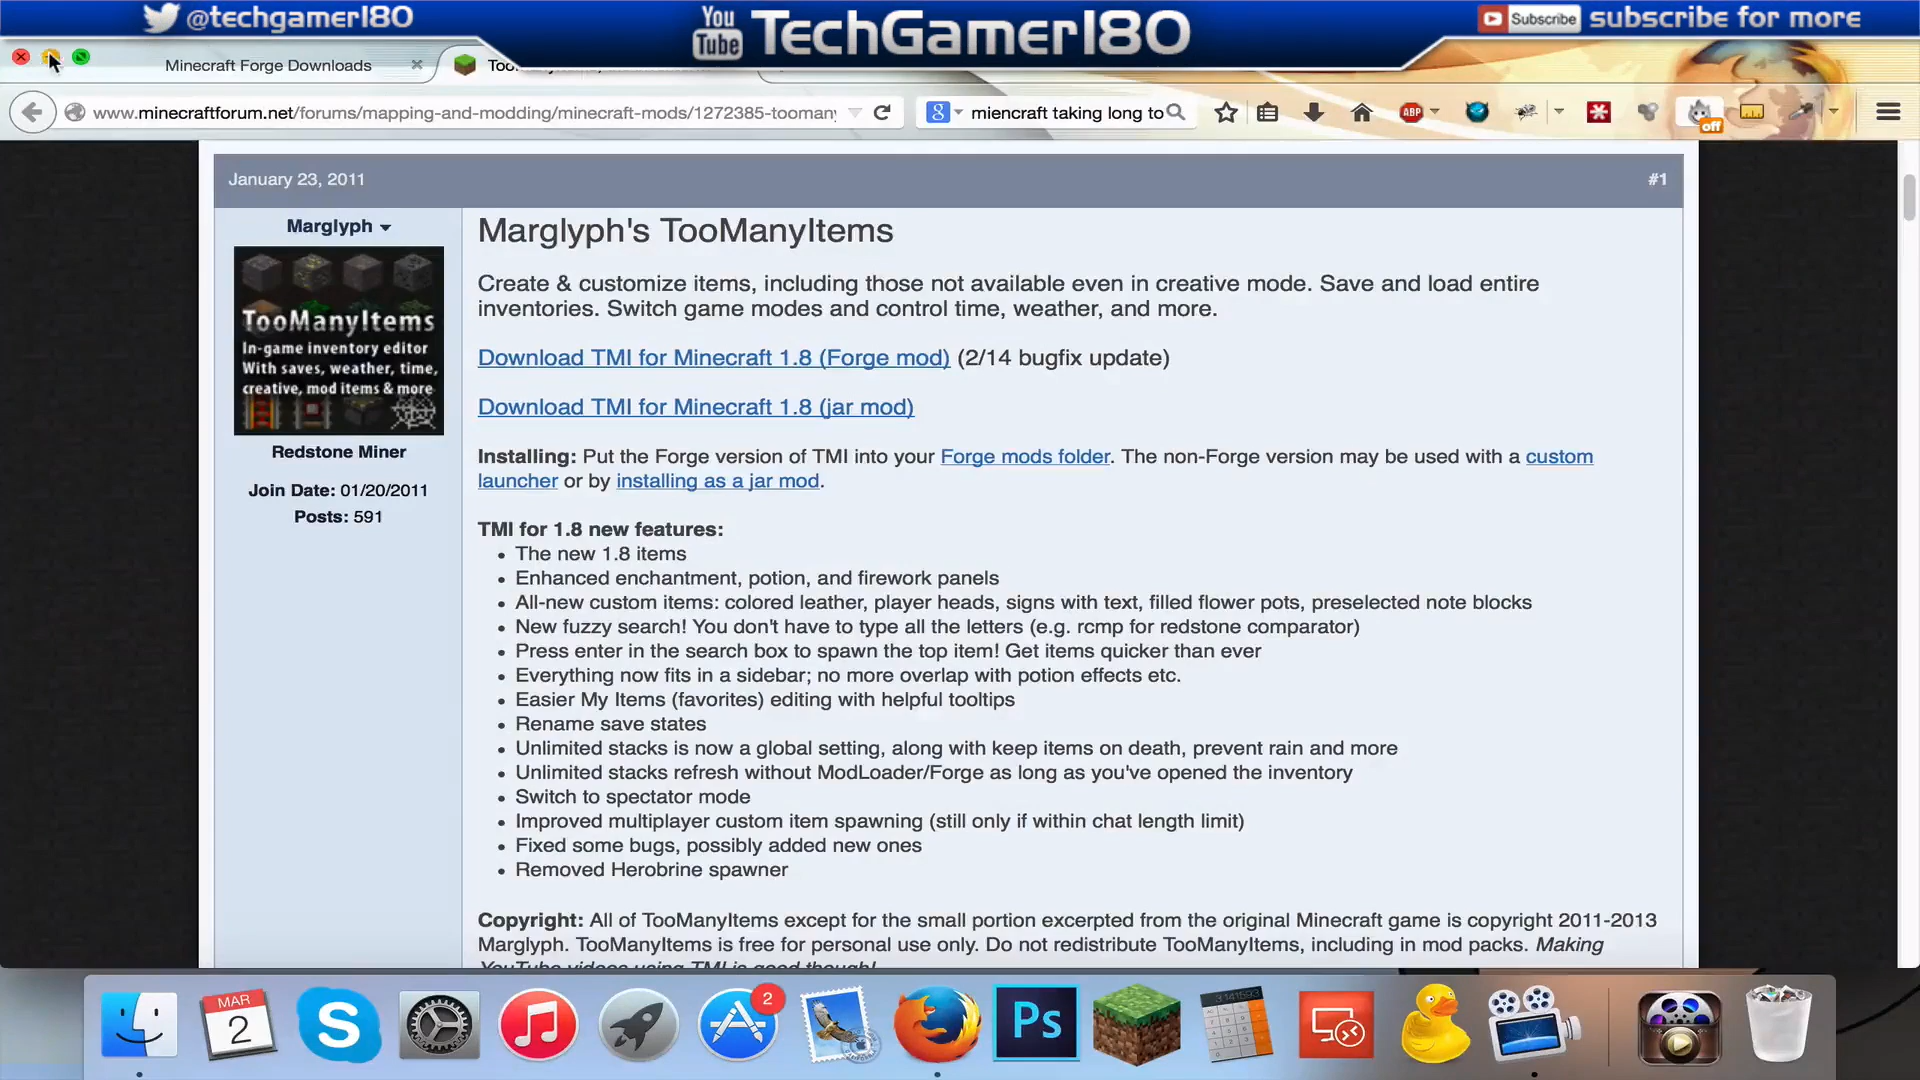 @techgamer180
You Tube TechGamer180
Subscribe subscribe for more
Minecraft Forge Downloads
www.minecraftforum.net/forums/mapping-and-modding/minecraft-mods/1272385-toomany
miencraft taking long to
ABP
off
January 23, 2011
#1
Marglyph
TooManyItems
In-game inventory editor
With saves, weather, time,
creative, mod items & more
Redstone Miner
Join Date: 01/20/2011
Posts: 591
Marglyph's TooManyItems
Create & customize items, including those not available even in creative mode. Save and load entire
inventories. Switch game modes and control time, weather, and more.
Download TMI for Minecraft 1.8 (Forge mod) (2/14 bugfix update)
Download TMI for Minecraft 1.8 (jar mod)
Installing: Put the Forge version of TMI into your Forge mods folder. The non-Forge version may be used with a custom
launcher or by installing as a jar mod.
TMI for 1.8 new features:
• The new 1.8 items
• Enhanced enchantment, potion, and firework panels
• All-new custom items: colored leather, player heads, signs with text, filled flower pots, preselected note blocks
• New fuzzy search! You don't have to type all the letters (e.g. rcmp for redstone comparator)
• Press enter in the search box to spawn the top item! Get items quicker than ever
• Everything now fits in a sidebar; no more overlap with potion effects etc.
• Easier My Items (favorites) editing with helpful tooltips
• Rename save states
• Unlimited stacks is now a global setting, along with keep items on death, prevent rain and more
• Unlimited stacks refresh without ModLoader/Forge as long as you've opened the inventory
• Switch to spectator mode
• Improved multiplayer custom item spawning (still only if within chat length limit)
• Fixed some bugs, possibly added new ones
• Removed Herobrine spawner
Copyright: All of TooManyItems except for the small portion excerpted from the original Minecraft game is copyright 2011-2013
Marglyph. TooManyItems is free for personal use only. Do not redistribute TooManyItems, including in mod packs. Making
YouTube videos using TMI is good though!
MAR
2
S
2
Ps
3.141593